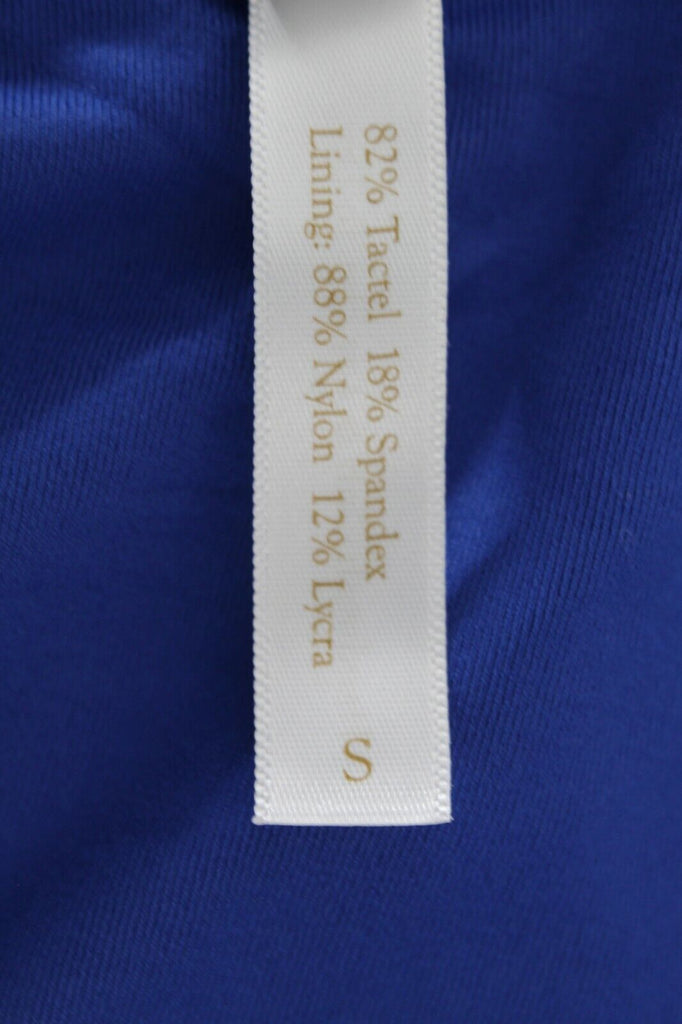 82% Tactel 18% Spandex
Lining: 88% Nylon 12% Lycra
S